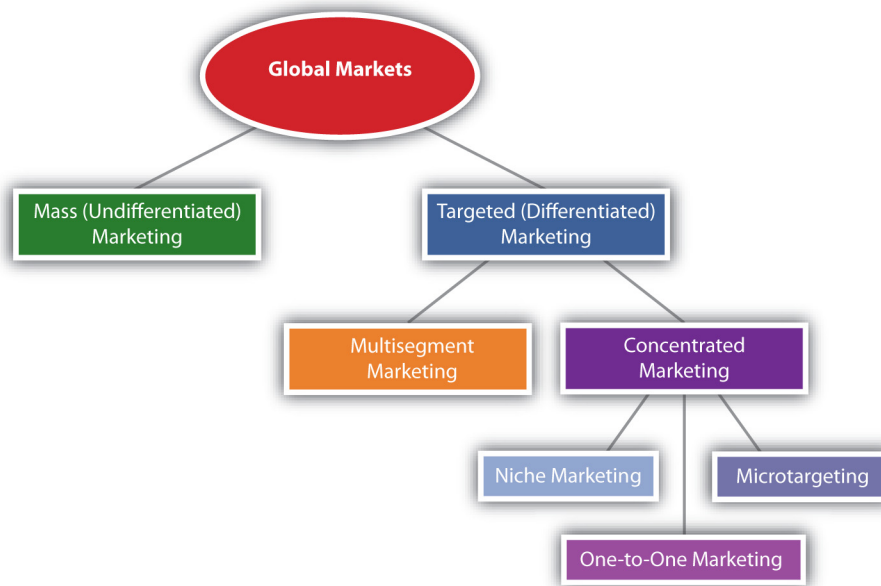 Global Markets
Mass (Undifferentiated)
Marketing
Targeted (Differentiated)
Marketing
Multisegment
Marketing
Concentrated
Marketing
Niche Marketing
Microtargeting
One-to-One Marketing